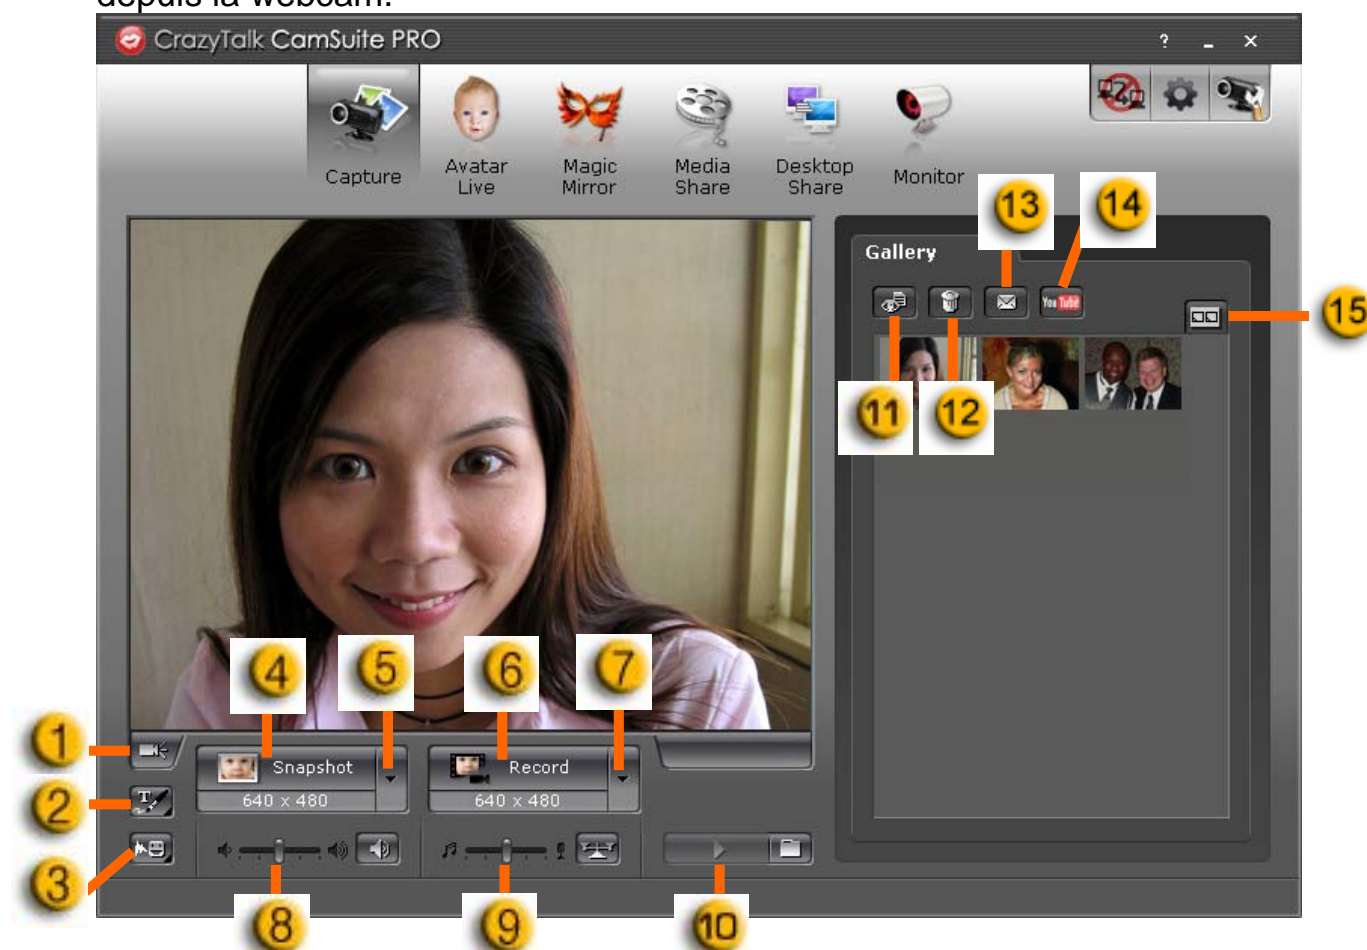 depuis la webcam.
CrazyTalk CamSuite PRO
?
Capture
Avatar
Live
Magic
Mirror
Media
Share
Desktop
Share
Monitor
13
14
Gallery
You Tube
15
11
12
4
5
6
7
1
Snapshot
Record
2
T
640 x 480
640 x 480
3
8
9
10